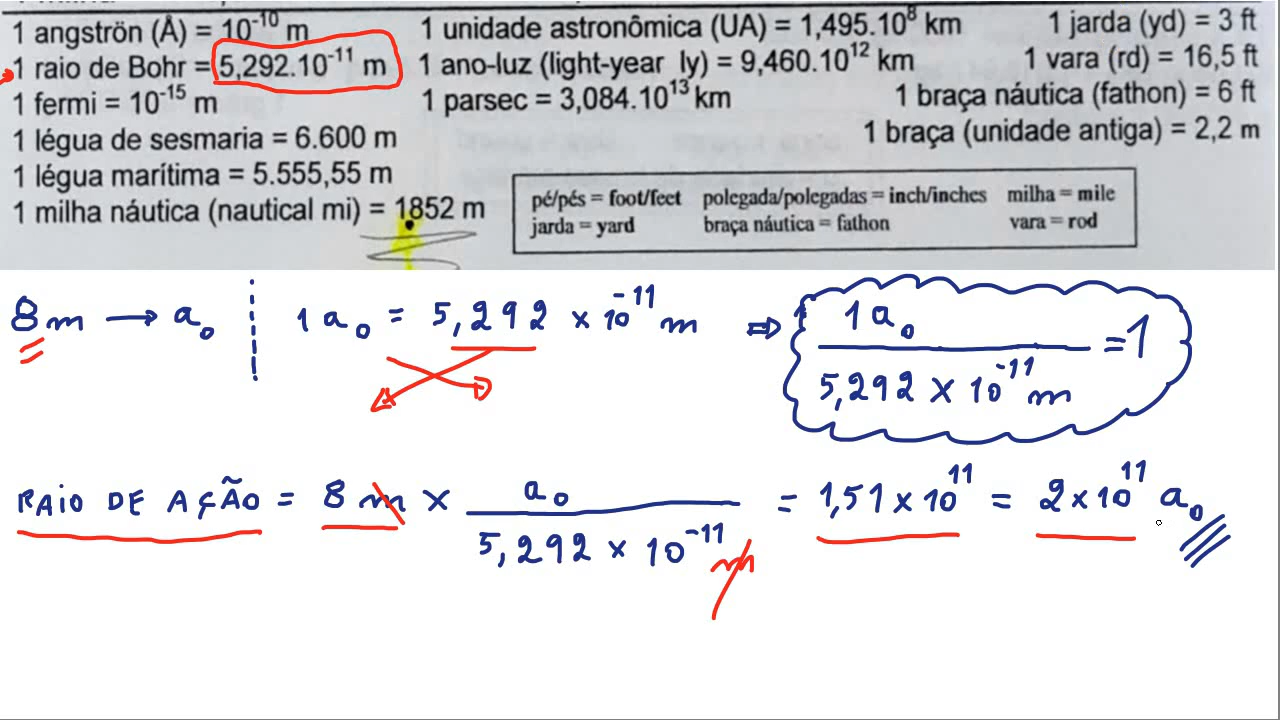 1 angströn (Å) = 10⁻¹⁰ m
1 raio de Bohr = 5,292.10⁻¹¹ m
1 fermi = 10⁻¹⁵ m
1 légua de sesmaria = 6.600 m
1 légua marítima = 5.555,55 m
1 milha náutica (nautical mi) = 1852 m
1 unidade astronômica (UA) = 1,495.10⁸ km
1 ano-luz (light-year ly) = 9,460.10¹² km
1 parsec = 3,084.10¹³ km
1 jarda (yd) = 3 ft
1 vara (rd) = 16,5 ft
1 braça náutica (fathon) = 6 ft
1 braça (unidade antiga) = 2,2 m
pé/pés = foot/feet polegada/polegadas = inch/inches milha = mile
jarda = yard braça náutica = fathon vara = rod
8m → a₀ 1 a₀ = 5,292 × 10⁻¹¹ m ⇒ 1 a₀ / 5,292 × 10⁻¹¹ m = 1
RAIO DE AÇÃO = 8 m × a₀ / 5,292 × 10⁻¹¹ m = 1,51 × 10¹¹ = 2 × 10¹¹ a₀